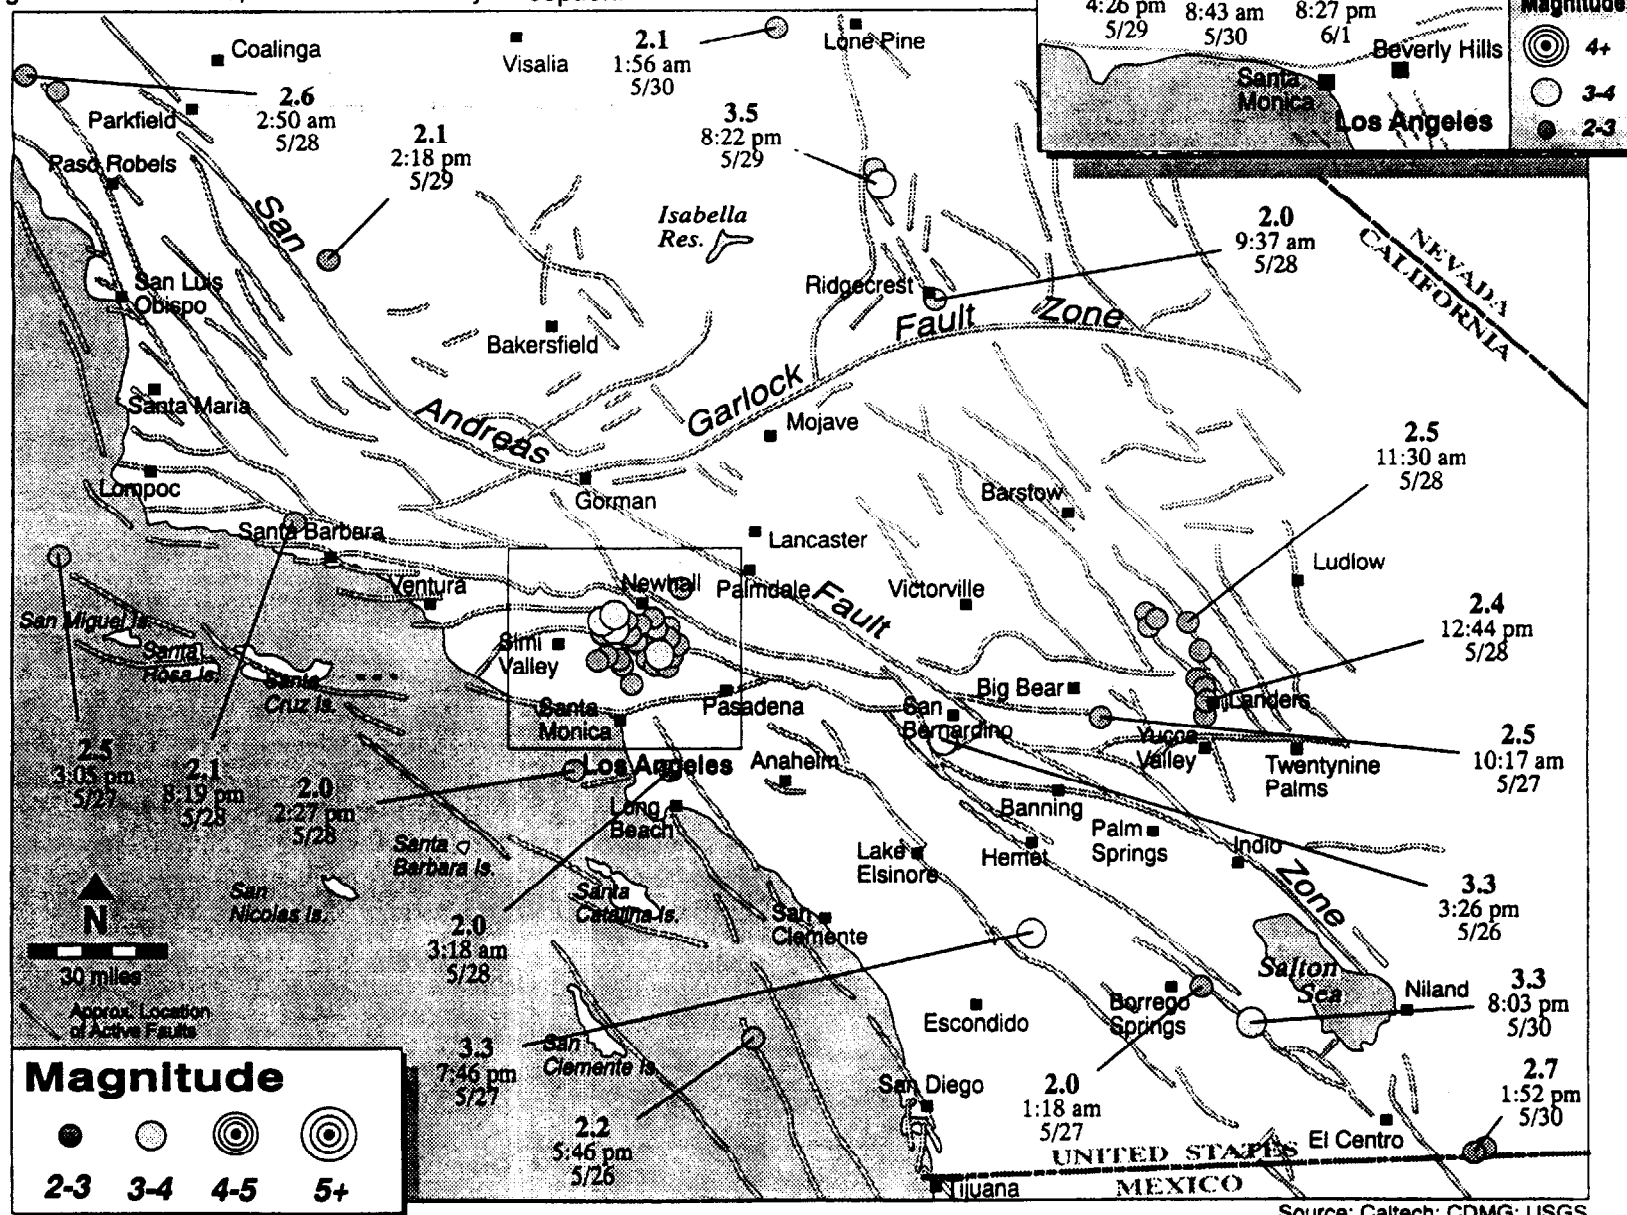 4:26 pm
5/29
8:43 am
5/30
8:27 pm
6/1
Magnitude
4+
3-4
2-3
Beverly Hills
Santa
Monica
Los Angeles
Coalinga
Visalia
2.1
1:56 am
5/30
Lone Pine
2.6
2:50 am
5/28
Parkfield
2.1
2:18 pm
5/29
3.5
8:22 pm
5/29
Paso Robels
San
Isabella
Res.
2.0
9:37 am
5/28
NEVADA
CALIFORNIA
San Luis
Obispo
Ridgecrest
Bakersfield
Fault
Zone
Santa Maria
Andreas
Garlock
Mojave
2.5
11:30 am
5/28
Lompoc
Gorman
Barstow
Santa Barbara
Lancaster
Ludlow
Ventura
Newhall
Palmdale
Fault
Victorville
2.4
12:44 pm
5/28
San Miguel Is.
Santa
Rosa Is.
Santa
Cruz Is.
Simi
Valley
Big Bear
Landers
Santa
Monica
Pasadena
San
Bernardino
Yucca
Valley
Twentynine
Palms
2.5
10:17 am
5/27
2.5
3:05 pm
5/27
2.1
8:19 pm
5/28
2.0
2:27 pm
5/28
Los Angeles
Anaheim
Long
Beach
Banning
Palm
Springs
Indio
Santa
Barbara Is.
Lake
Elsinore
Hemet
Zone
N
30 miles
San
Nicolas Is.
Santa
Catalina Is.
San
Clemente
2.0
3:18 am
5/28
3.3
3:26 pm
5/26
Salton
Sea
Niland
3.3
8:03 pm
5/30
Approx. Location
of Active Faults
Escondido
Borrego
Springs
3.3
7:46 pm
5/27
San
Clemente Is.
San Diego
2.0
1:18 am
5/27
2.7
1:52 pm
5/30
2.2
5:46 pm
5/26
El Centro
UNITED STATES
MEXICO
Tijuana
Magnitude
2-3
3-4
4-5
5+
Source: Caltech; CDMG; USGS